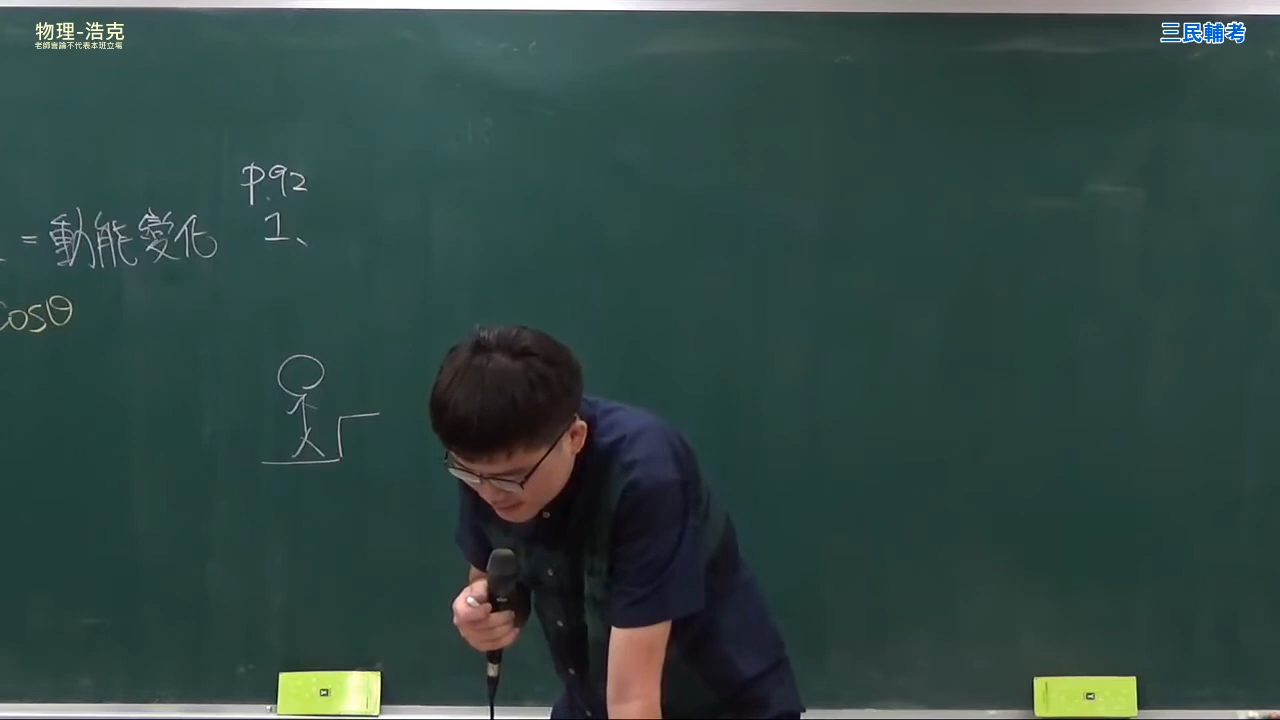 物理-浩克
老師言論不代表本班立場
三民輔考
p.92
1、
=動能變化
cosθ